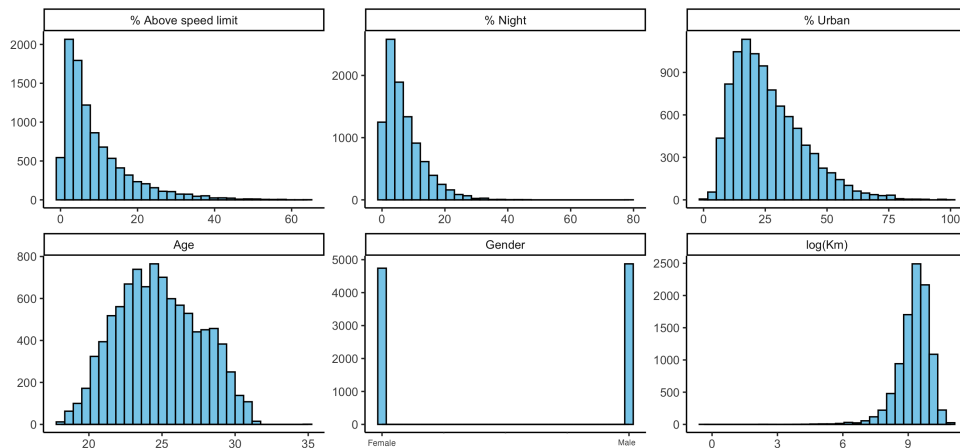 % Above speed limit
% Night
% Urban
2000
1500
1000
500
0
0 20 40 60
2000
1000
0
0 20 40 60 80
900
600
300
0
0 25 50 75 100
Age
Gender
log(Km)
800
600
400
200
0
20 25 30 35
5000
4000
3000
2000
1000
0
Female Male
2500
2000
1500
1000
500
0
0 3 6 9